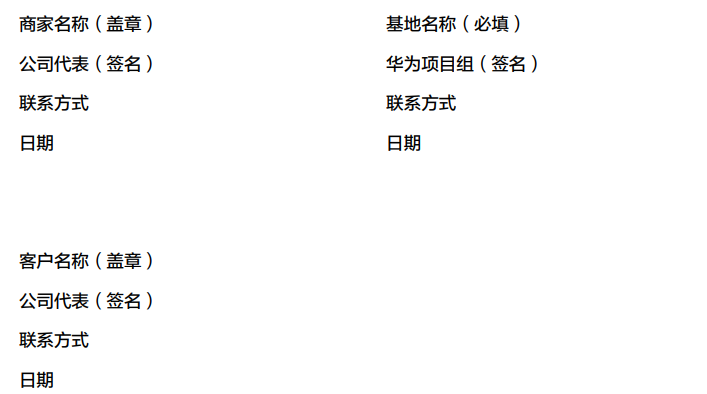 商家名称（盖章）
公司代表（签名）
联系方式
日期
基地名称（必填）
华为项目组（签名）
联系方式
日期
客户名称（盖章）
公司代表（签名）
联系方式
日期